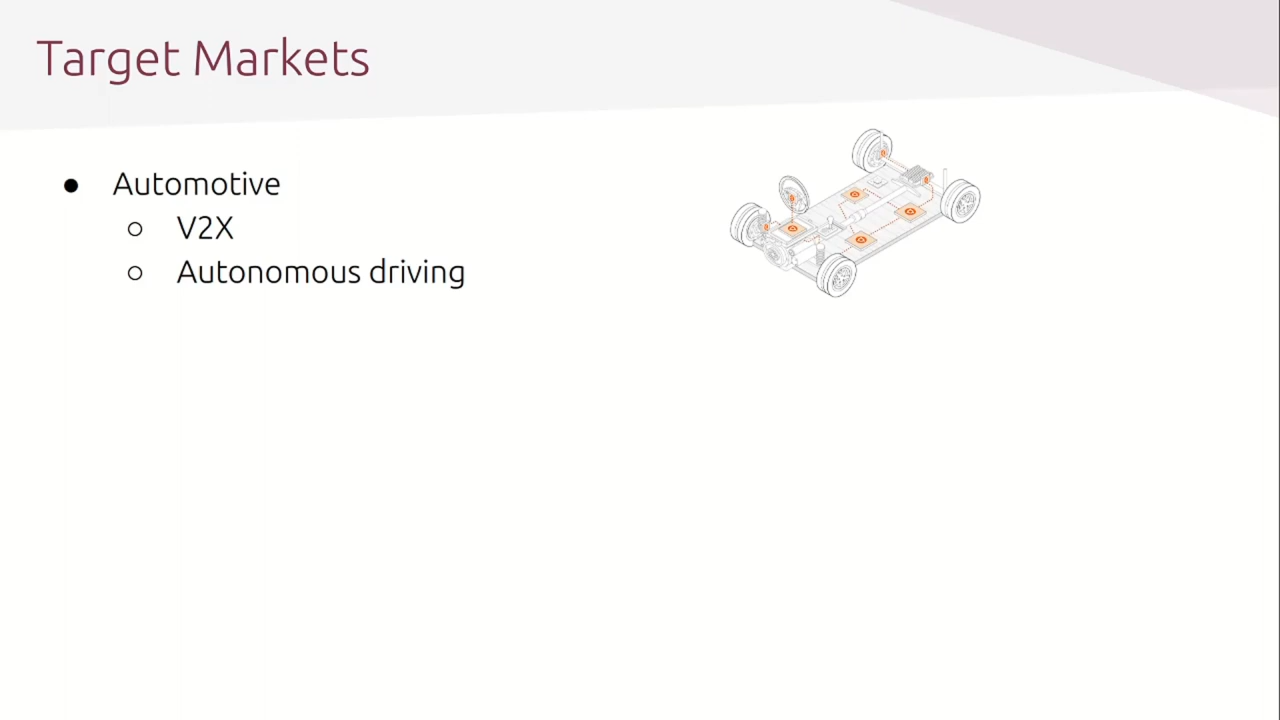 Target Markets
● Automotive
○ V2X
○ Autonomous driving